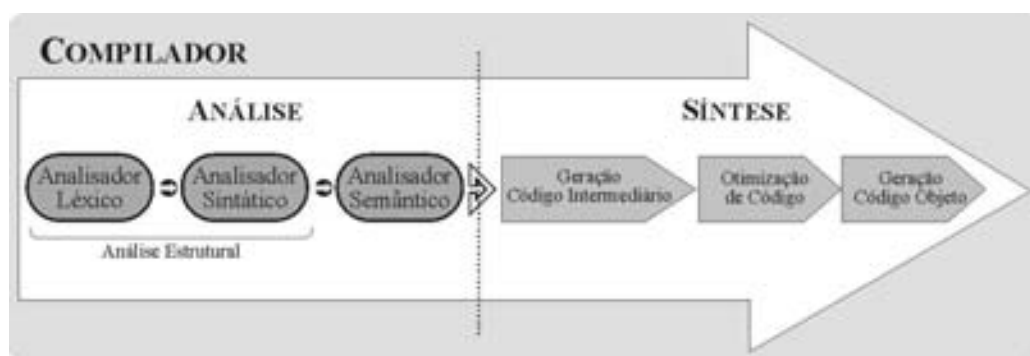 COMPILADOR
ANÁLISE
SÍNTESE
Analisador
Léxico
Analisador
Sintático
Analisador
Semântico
Geração
Código Intermediário
Otimização
de Código
Geração
Código Objeto
Análise Estrutural